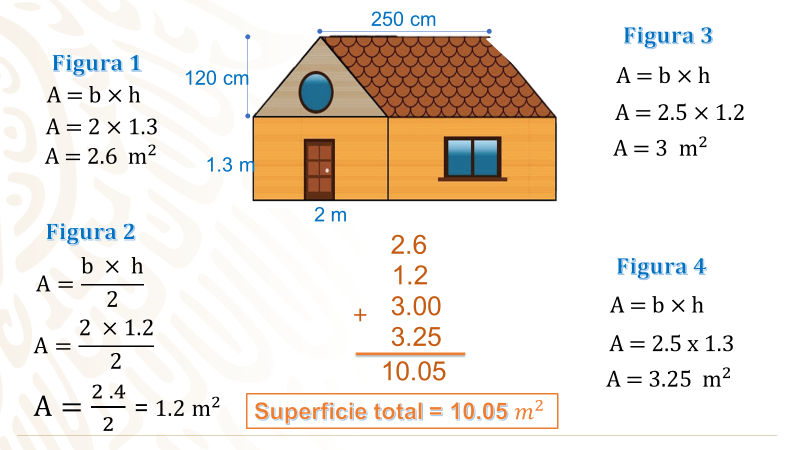 Figura 1
A = b × h
A = 2 × 1.3
A = 2.6 m²
Figura 2
A = b × h / 2
A = 2 × 1.2 / 2
A = 2 .4 / 2 = 1.2 m²
250 cm
120 cm
1.3 m
2 m
2.6
1.2
3.00
+ 3.25
10.05
Superficie total = 10.05 m²
Figura 3
A = b × h
A = 2.5 × 1.2
A = 3 m²
Figura 4
A = b × h
A = 2.5 x 1.3
A = 3.25 m²